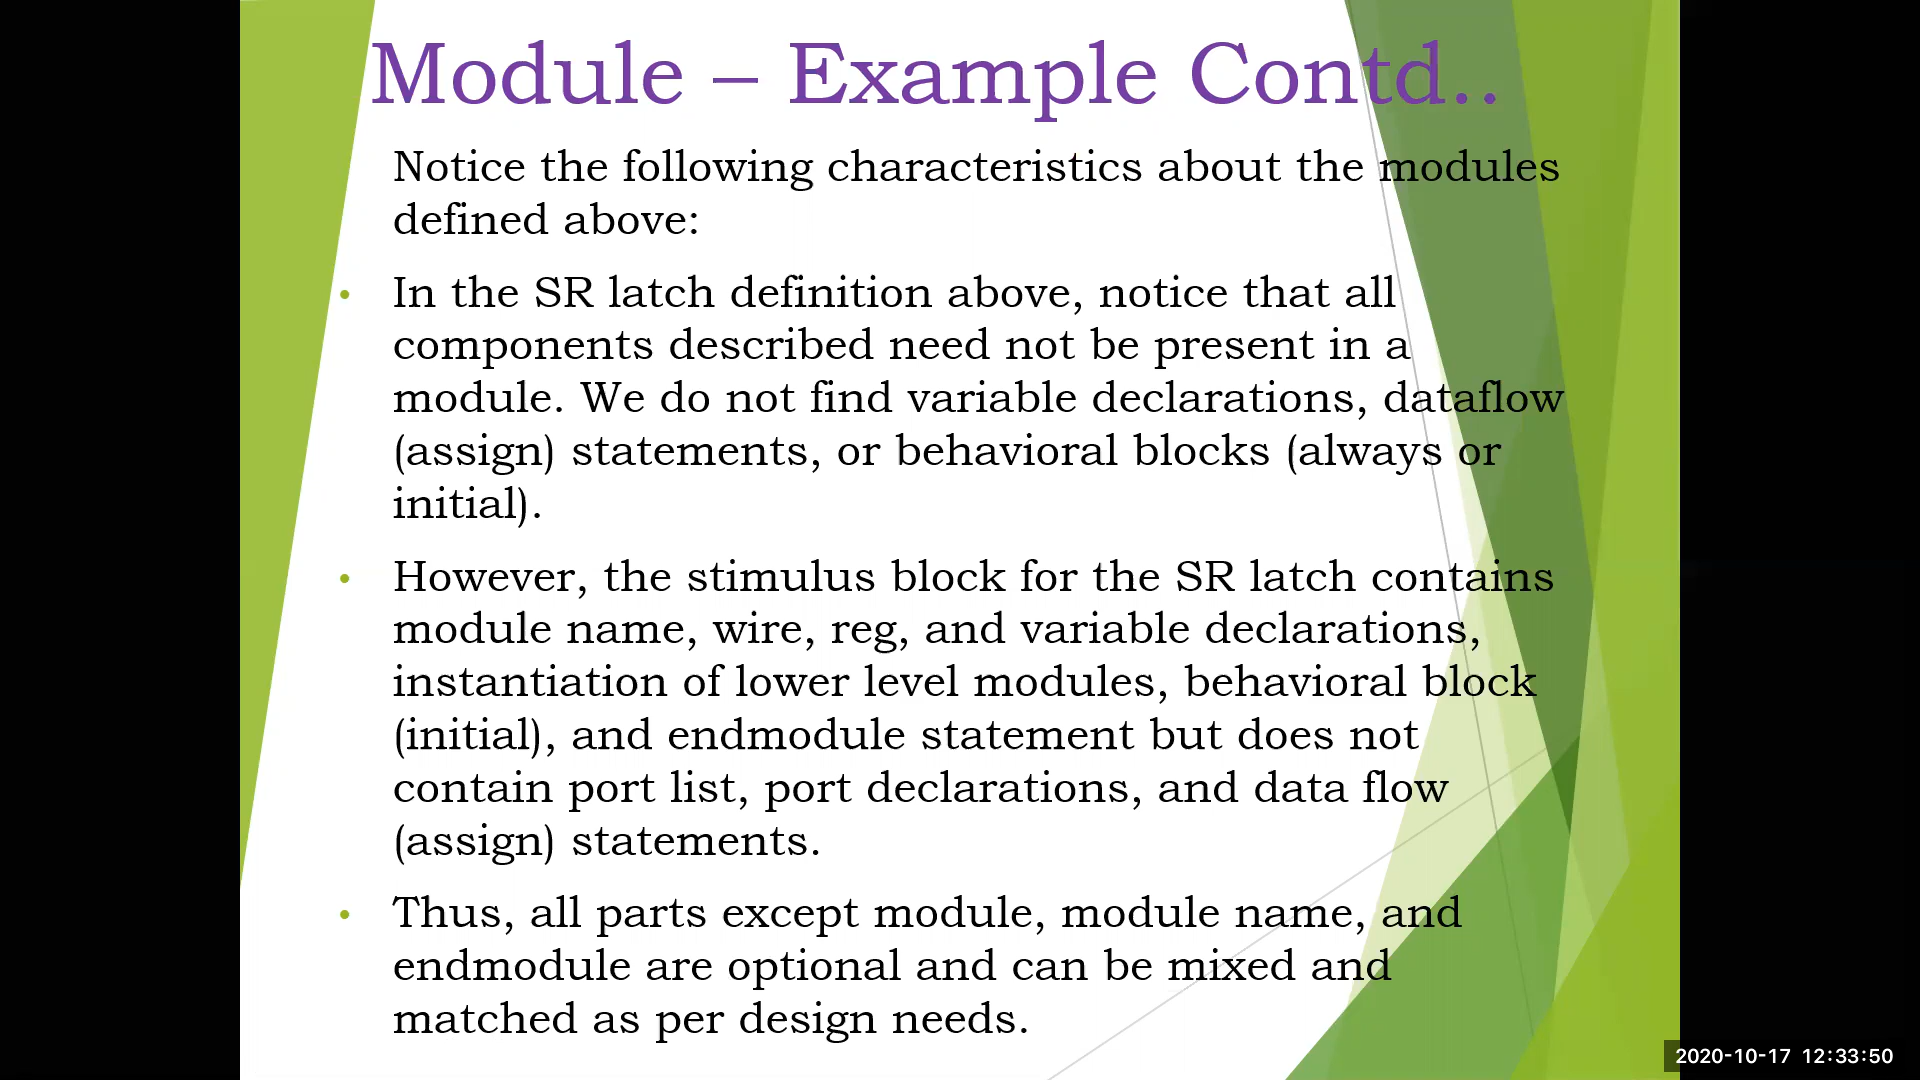 Module – Example Contd..
Notice the following characteristics about the modules
defined above:
• In the SR latch definition above, notice that all
components described need not be present in a
module. We do not find variable declarations, dataflow
(assign) statements, or behavioral blocks (always or
initial).
• However, the stimulus block for the SR latch contains
module name, wire, reg, and variable declarations,
instantiation of lower level modules, behavioral block
(initial), and endmodule statement but does not
contain port list, port declarations, and data flow
(assign) statements.
• Thus, all parts except module, module name, and
endmodule are optional and can be mixed and
matched as per design needs.
2020-10-17 12:33:50